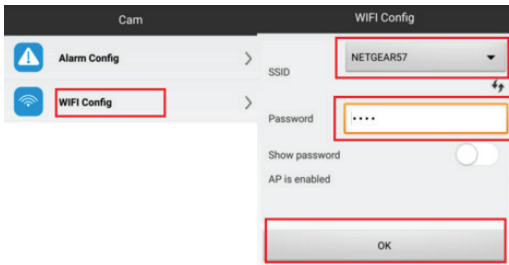 Cam
Alarm Config
WIFI Config
WIFI Config
SSID
NETGEAR57
Password
••••
Show password
AP is enabled
OK